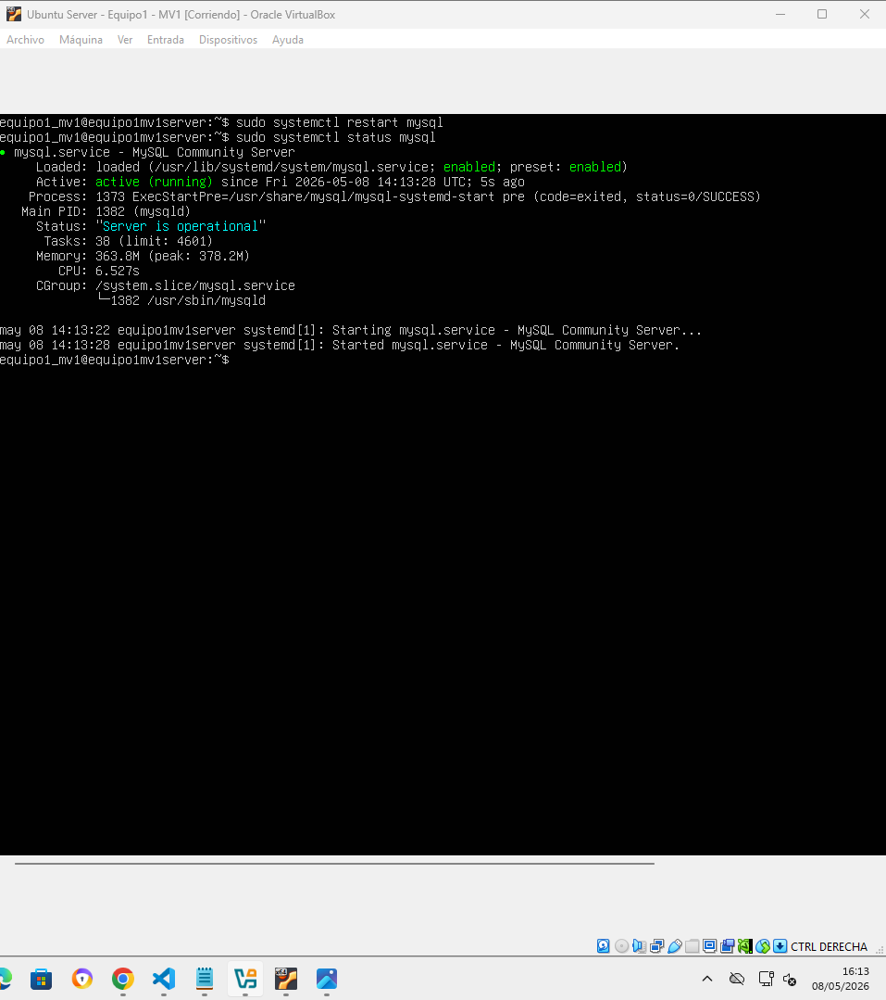 Ubuntu Server - Equipo1 - MV1 [Corriendo] - Oracle VirtualBox
Archivo Máquina Ver Entrada Dispositivos Ayuda
equipo1_mv1@equipo1mv1server:~$ sudo systemctl restart mysql
equipo1_mv1@equipo1mv1server:~$ sudo systemctl status mysql
● mysql.service - MySQL Community Server
Loaded: loaded (/usr/lib/systemd/system/mysql.service; enabled; preset: enabled)
Active: active (running) since Fri 2026-05-08 14:13:28 UTC; 5s ago
Process: 1373 ExecStartPre=/usr/share/mysql/mysql-systemd-start pre (code=exited, status=0/SUCCESS)
Main PID: 1382 (mysqld)
Status: "Server is operational"
Tasks: 38 (limit: 4601)
Memory: 363.8M (peak: 378.2M)
CPU: 6.527s
CGroup: /system.slice/mysql.service
└─1382 /usr/sbin/mysqld
may 08 14:13:22 equipo1mv1server systemd[1]: Starting mysql.service - MySQL Community Server...
may 08 14:13:28 equipo1mv1server systemd[1]: Started mysql.service - MySQL Community Server.
equipo1_mv1@equipo1mv1server:~$
CTRL DERECHA
16:13
08/05/2026